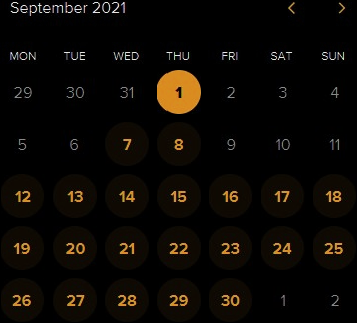 September 2021
MON TUE WED THU FRI SAT SUN
29 30 31 1 2 3 4
5 6 7 8 9 10 11
12 13 14 15 16 17 18
19 20 21 22 23 24 25
26 27 28 29 30 1 2